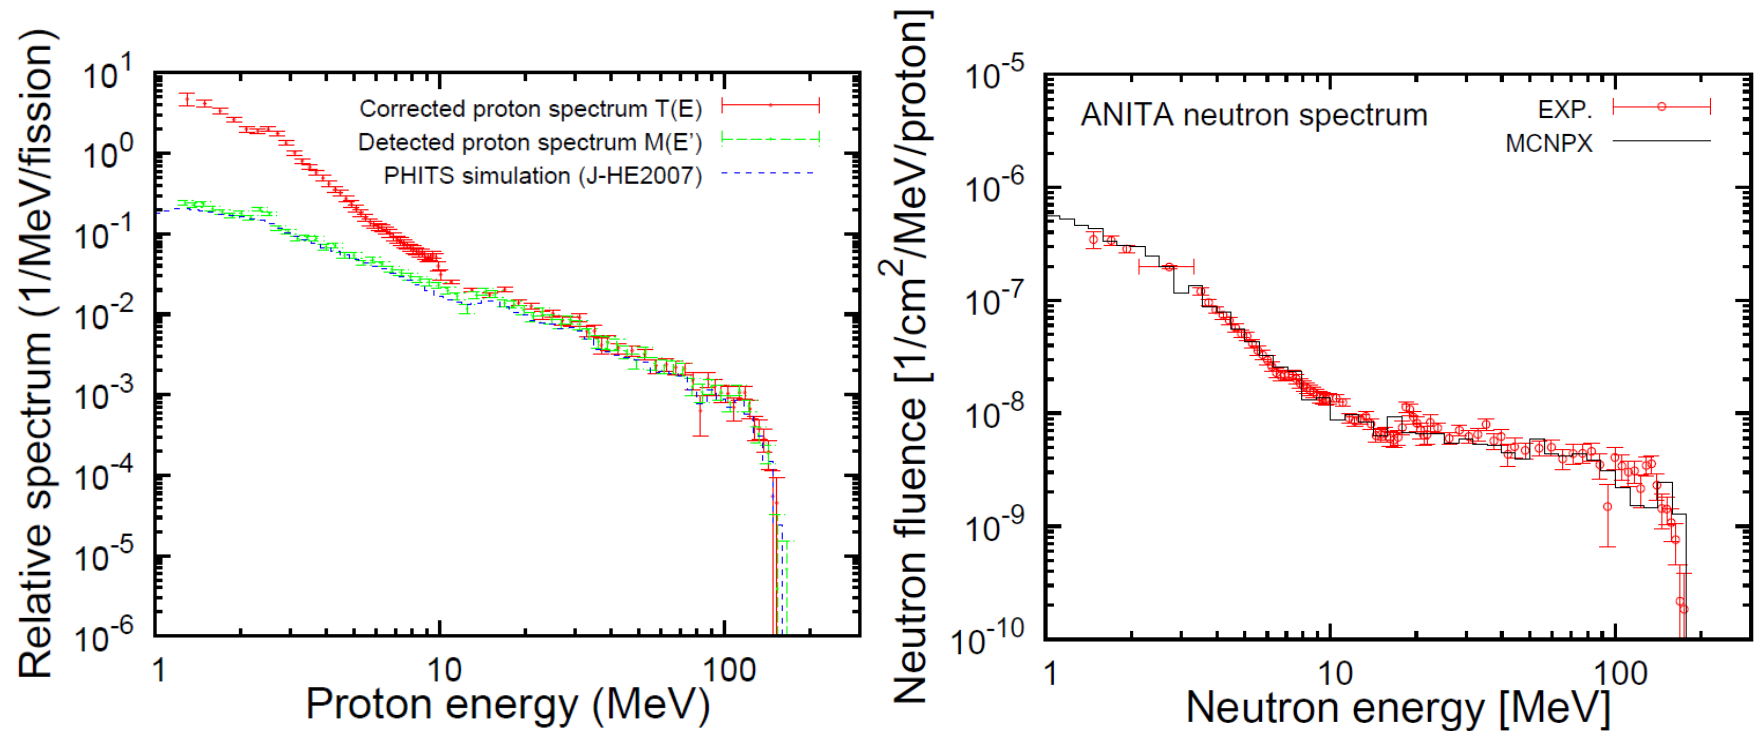 Relative spectrum (1/MeV/fission)
10^1
10^0
10^-1
10^-2
10^-3
10^-4
10^-5
10^-6
Corrected proton spectrum T(E)
Detected proton spectrum M(E')
PHITS simulation (J-HE2007)
1 10 100
Proton energy (MeV)
Neutron fluence [1/cm^2/MeV/proton]
10^-5
10^-6
10^-7
10^-8
10^-9
10^-10
ANITA neutron spectrum
EXP.
MCNPX
1 10 100
Neutron energy [MeV]